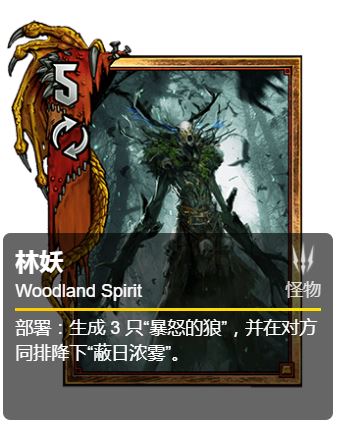 5
林妖
Woodland Spirit
怪物
部署：生成 3 只“暴怒的狼”，并在对方
同排降下“蔽日浓雾”。